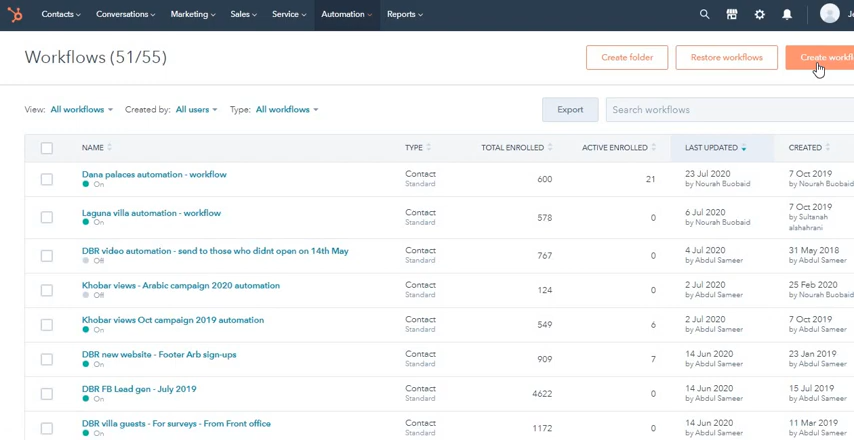 Contacts Conversations Marketing Sales Service Automation Reports
Workflows (51/55)
Create folder Restore workflows Create
View: All workflows Created by: All users Type: All workflows Export Search workflows
NAME TYPE TOTAL ENROLLED ACTIVE ENROLLED LAST UPDATED CREATED
Dana palaces automation - workflow Contact 600 21 23 Jul 2020 7 Oct 2019
On Standard by Nourah Buobaid by Nourah Buobaid
Laguna villa automation - workflow Contact 578 0 6 Jul 2020 7 Oct 2019
On Standard by Nourah Buobaid by Sultanah
alshahrani
DBR video automation - send to those who didnt open on 14th May Contact 767 0 4 Jul 2020 31 May 2018
Off Standard by Abdul Sameer by Abdul Sameer
Khobar views - Arabic campaign 2020 automation Contact 124 0 2 Jul 2020 25 Feb 2020
Off Standard by Abdul Sameer by Nourah Buobaid
Khobar views Oct campaign 2019 automation Contact 549 6 2 Jul 2020 7 Oct 2019
On Standard by Abdul Sameer by Abdul Sameer
DBR new website - Footer Arb sign-ups Contact 909 7 14 Jun 2020 23 Jan 2019
On Standard by Abdul Sameer by Abdul Sameer
DBR FB Lead gen - July 2019 Contact 4622 0 14 Jun 2020 15 Jul 2019
On Standard by Abdul Sameer by Abdul Sameer
DBR villa guests - For surveys - From Front office Contact 1172 0 14 Jun 2020 11 Mar 2019
On Standard by Abdul Sameer by Abdul Sameer